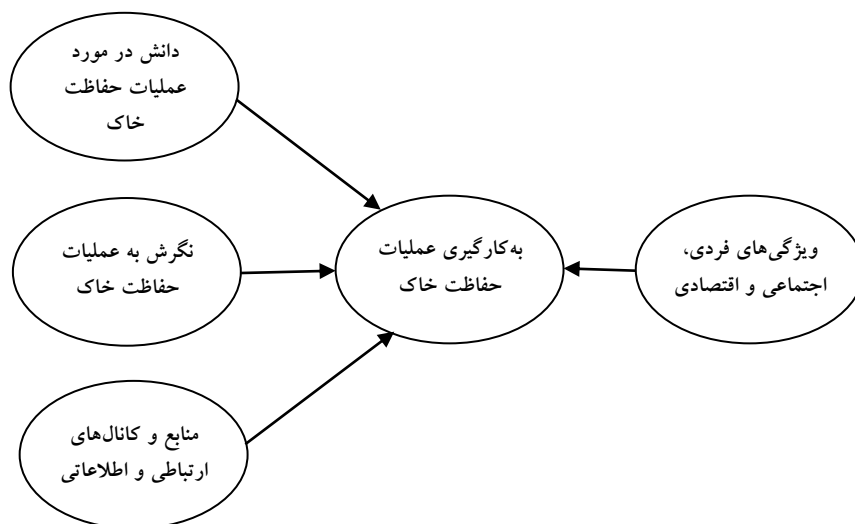 دانش در مورد
عملیات حفاظت
خاک
نگرش به عملیات
حفاظت خاک
به‌کارگیری عملیات
حفاظت خاک
ویژگی‌های فردی،
اجتماعی و اقتصادی
منابع و کانال‌های
ارتباطی و اطلاعاتی